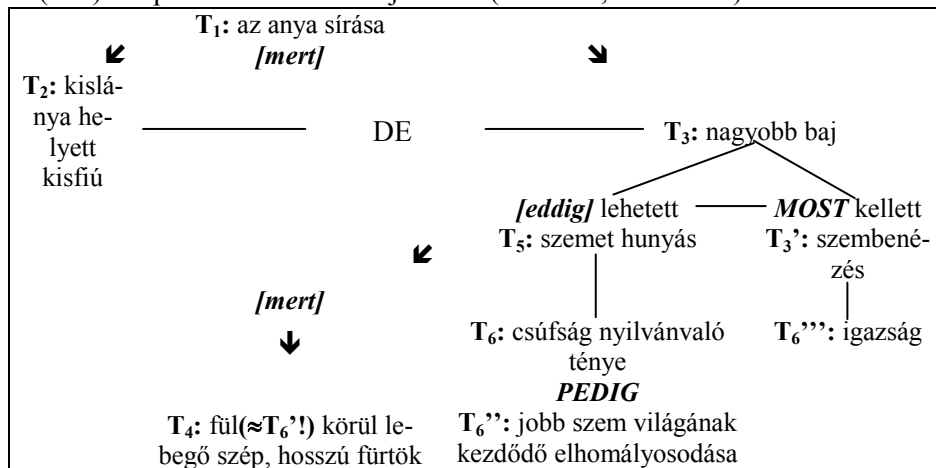 T₁: az anya sírása
[mert]
T₂: kislá-
nya he-
lyett
kisfiú
DE
T₃: nagyobb baj
[eddig] lehetett
T₅: szemet hunyás
MOST kellett
T₃’: szembené-
zés
[mert]
T₆: csúfság nyilvánvaló
ténye
PEDIG
T₆’’: jobb szem világának
kezdődő elhomályosodása
T₆’’’: igazság
T₄: fül(≈T₆’!) körül le-
begő szép, hosszú fürtök